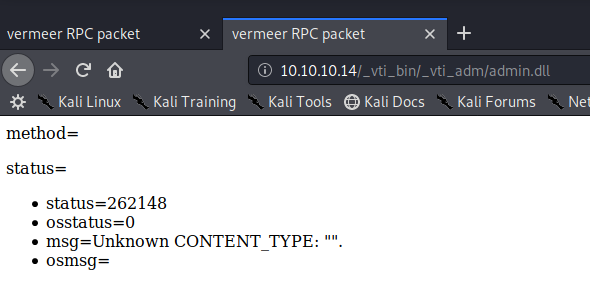 vermeer RPC packet
vermeer RPC packet
10.10.10.14/_vti_bin/_vti_adm/admin.dll
Kali Linux Kali Training Kali Tools Kali Docs Kali Forums Ne
method=
status=
status=262148
osstatus=0
msg=Unknown CONTENT_TYPE: "".
osmsg=